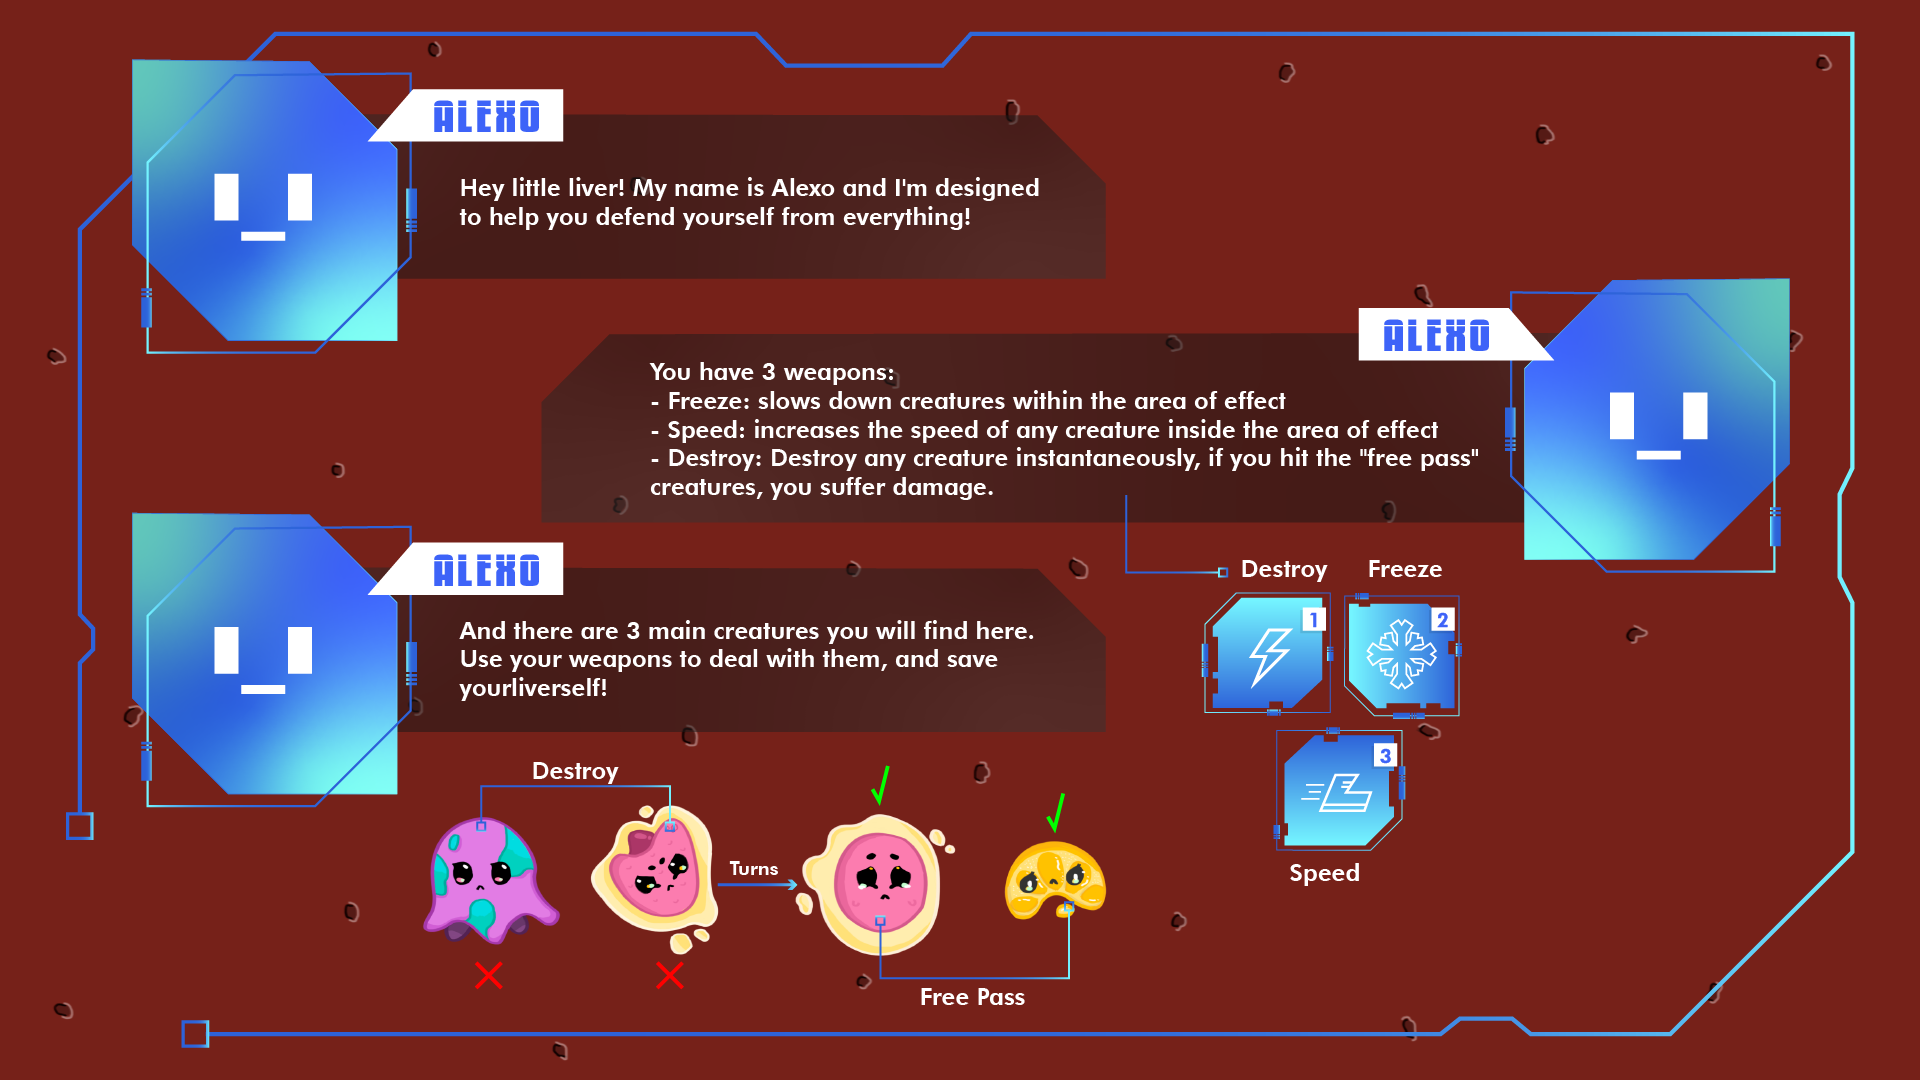 ALEXO
Hey little liver! My name is Alexo and I'm designed
to help you defend yourself from everything!
ALEXO
You have 3 weapons:
- Freeze: slows down creatures within the area of effect
- Speed: increases the speed of any creature inside the area of effect
- Destroy: Destroy any creature instantaneously, if you hit the "free pass"
creatures, you suffer damage.
ALEXO
And there are 3 main creatures you will find here.
Use your weapons to deal with them, and save
yourliverself!
Destroy
Freeze
1
2
3
Speed
Destroy
Turns
Free Pass